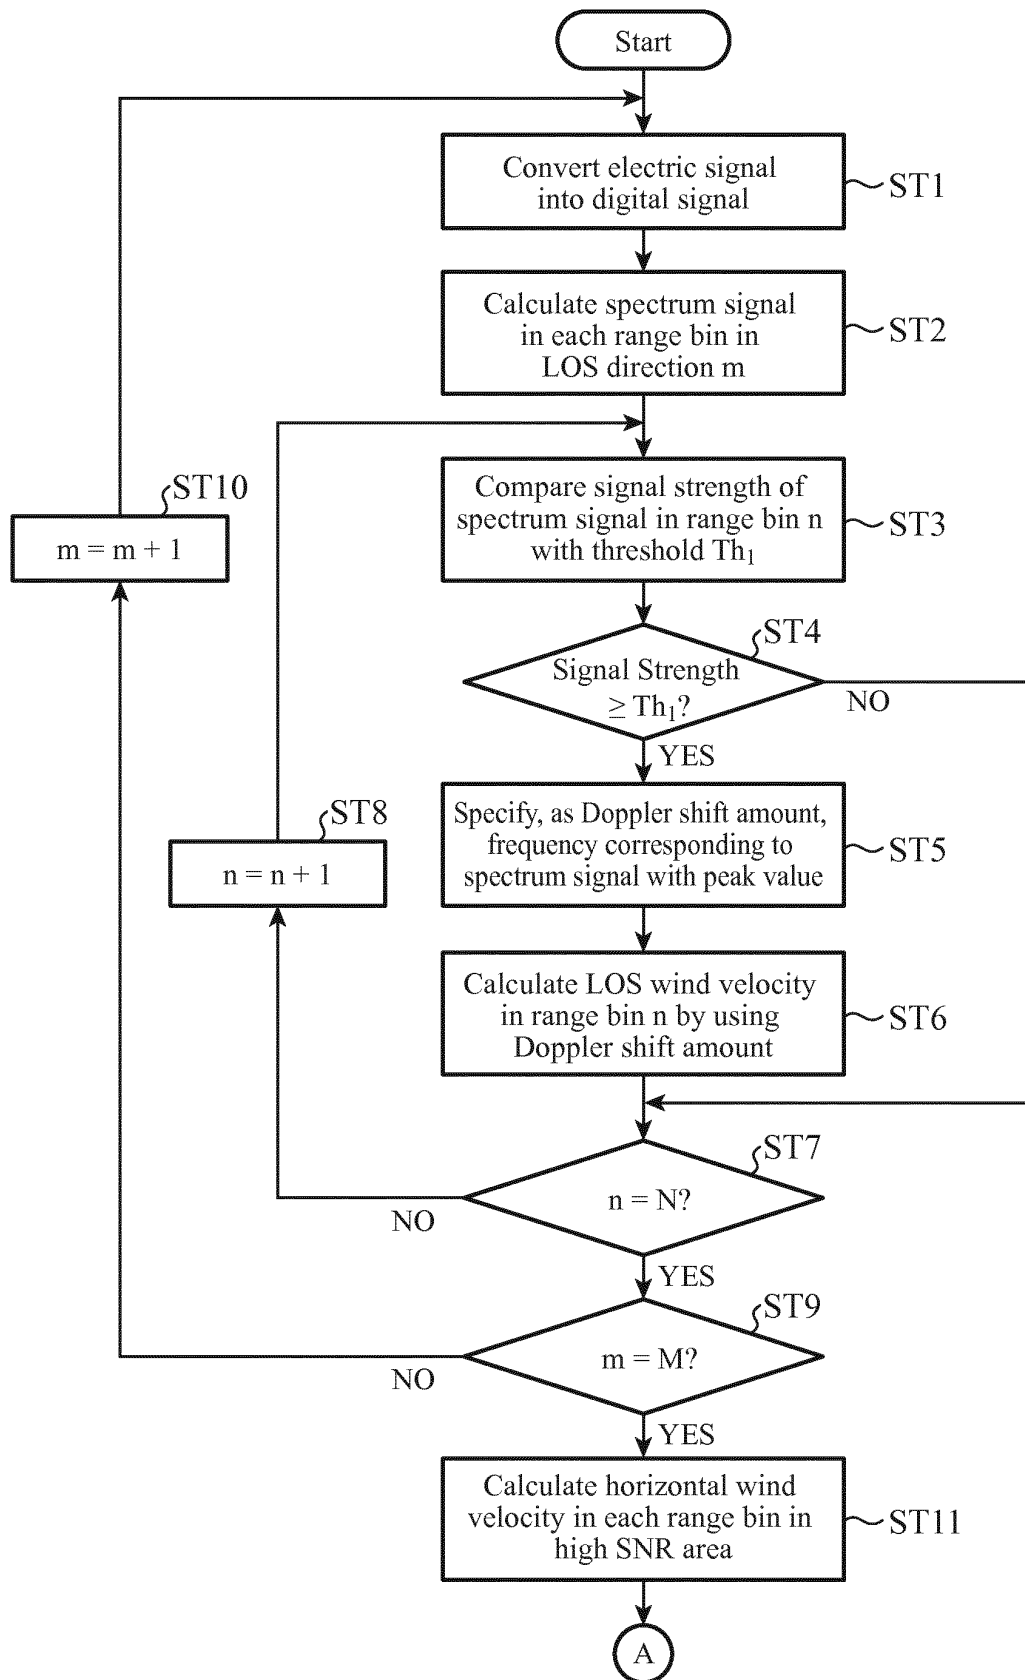 Start
Convert electric signal
into digital signal
ST1
Calculate spectrum signal
in each range bin in
LOS direction m
ST2
Compare signal strength of
spectrum signal in range bin n
with threshold Th₁
ST3
ST10
m = m + 1
ST4
Signal Strength
≥ Th₁?
NO
YES
Specify, as Doppler shift amount,
frequency corresponding to
spectrum signal with peak value
ST5
ST8
n = n + 1
Calculate LOS wind velocity
in range bin n by using
Doppler shift amount
ST6
ST7
n = N?
NO
YES
ST9
m = M?
NO
YES
Calculate horizontal wind
velocity in each range bin in
high SNR area
ST11
A